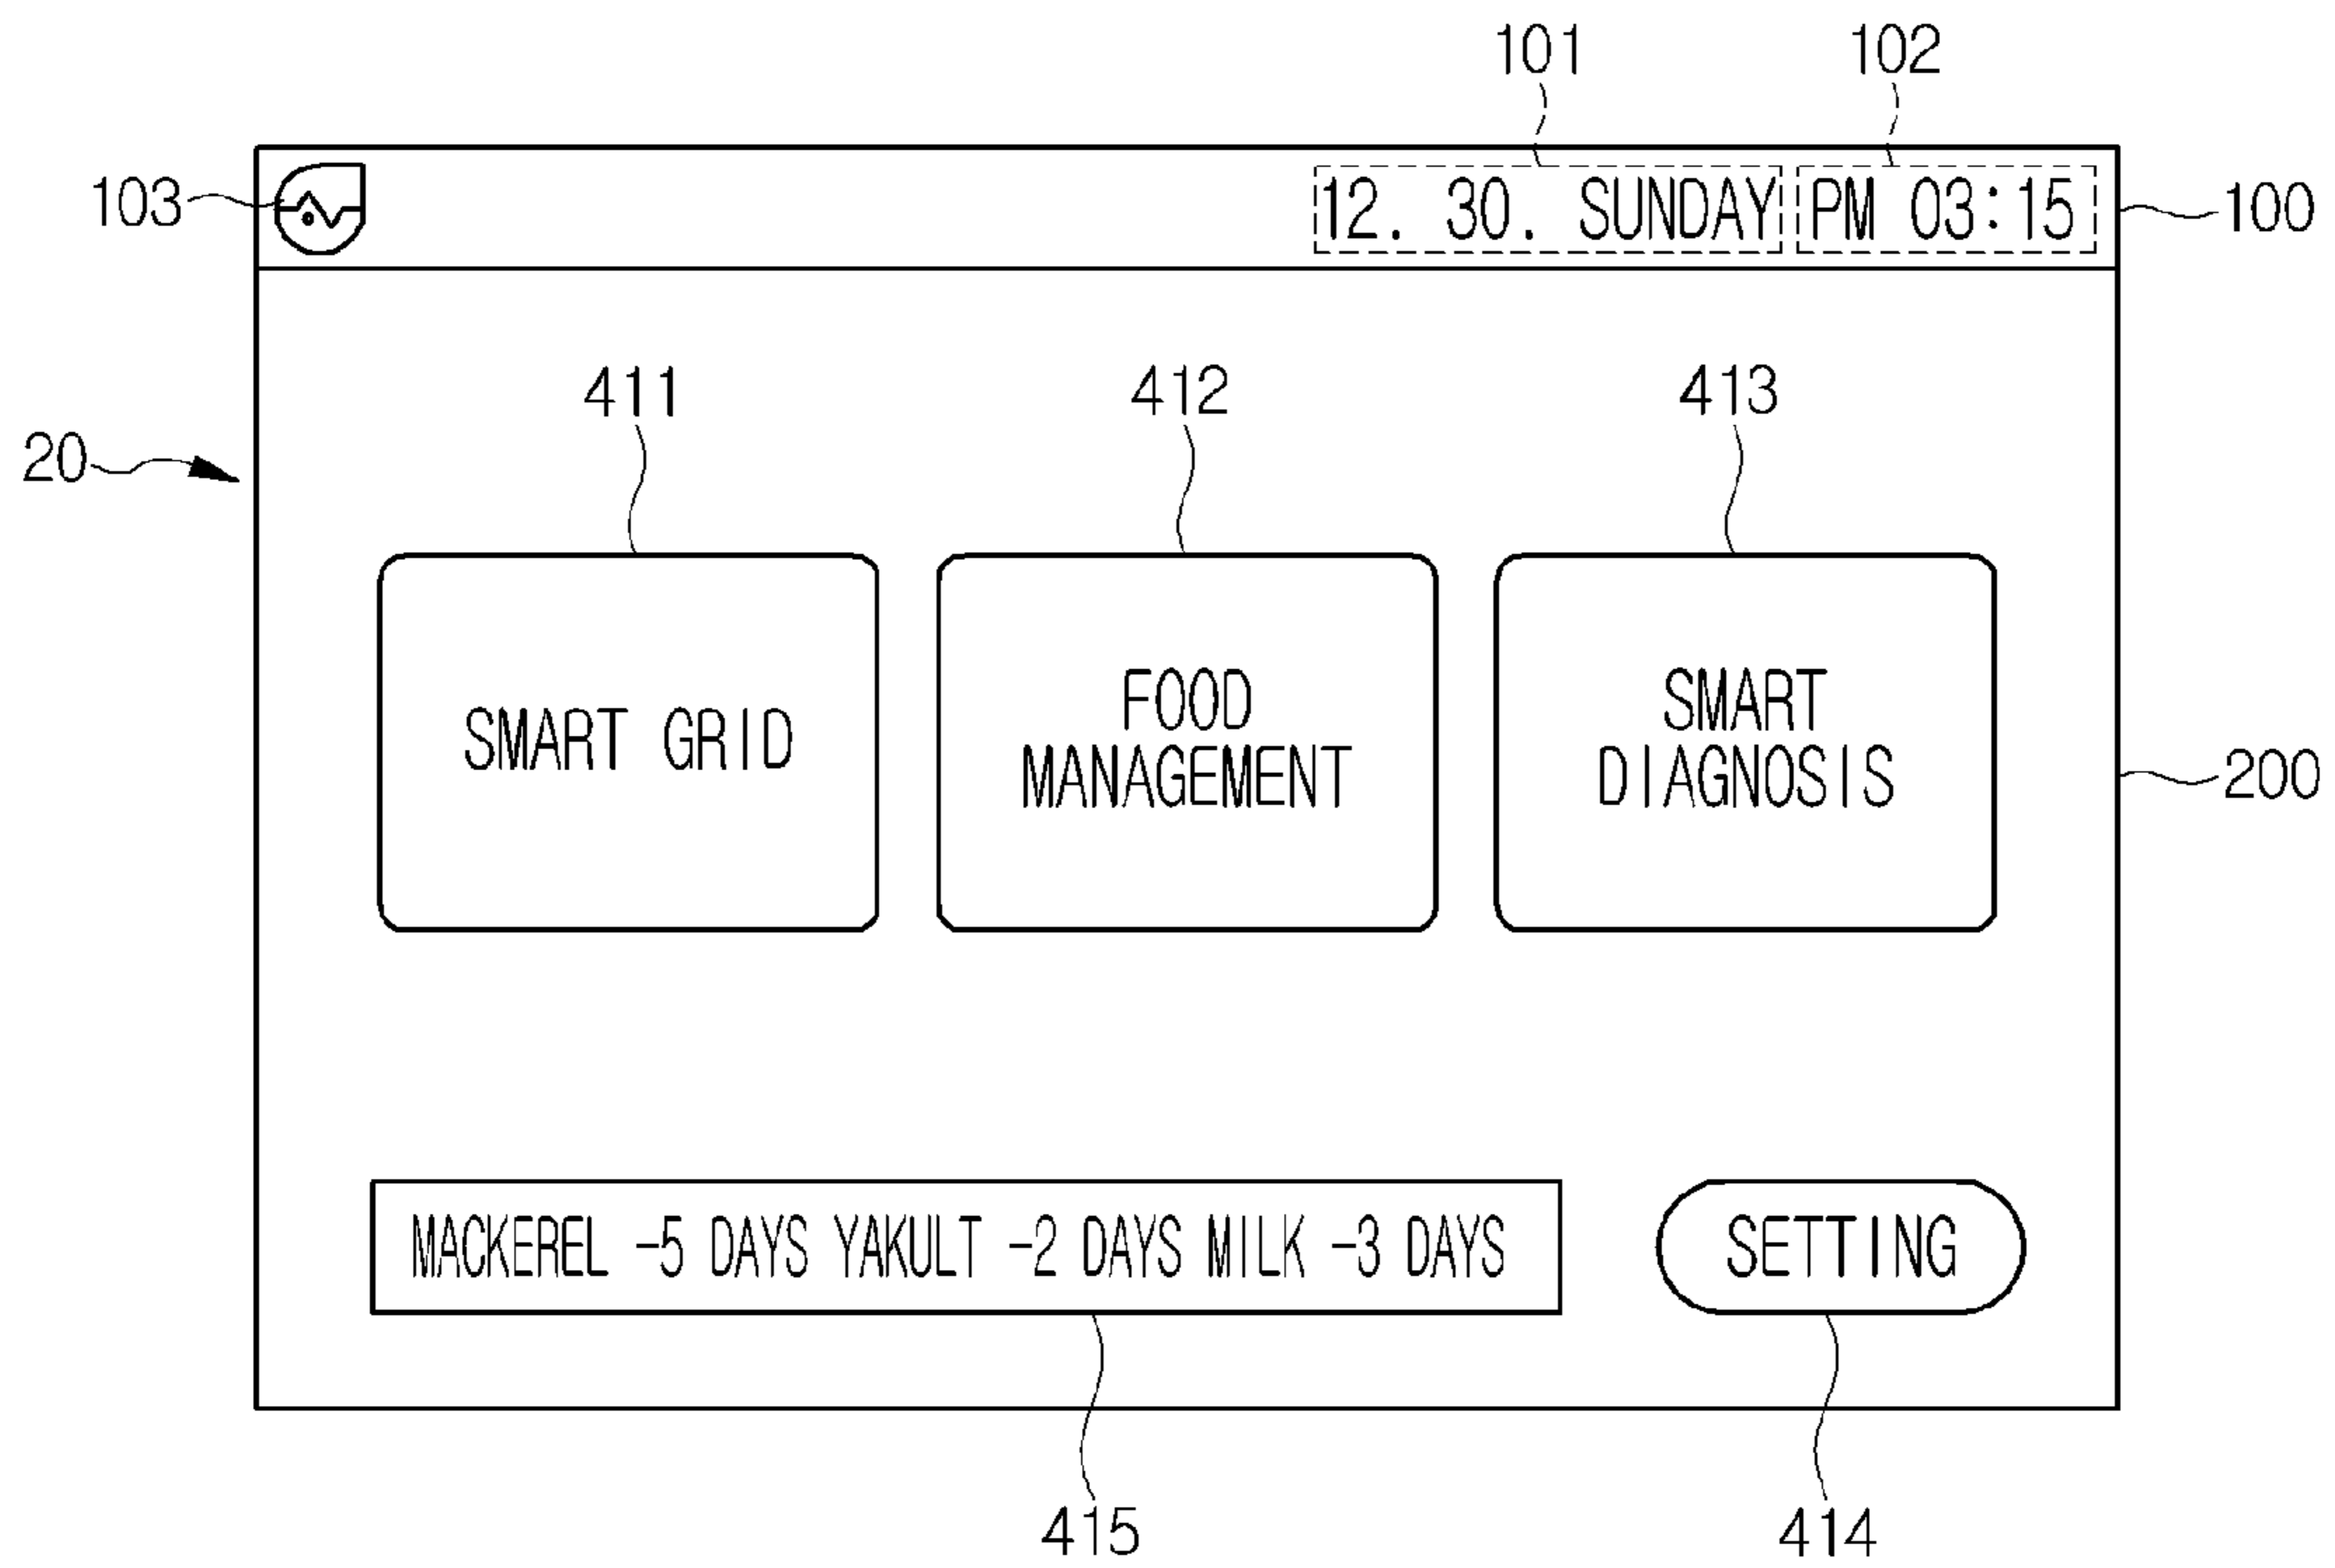 101 102
103 12. 30. SUNDAY PM 03:15 100
411 412 413
20
SMART GRID
FOOD
MANAGEMENT
SMART
DIAGNOSIS
200
MACKEREL -5 DAYS YAKULT -2 DAYS MILK -3 DAYS
SETTING
415 414